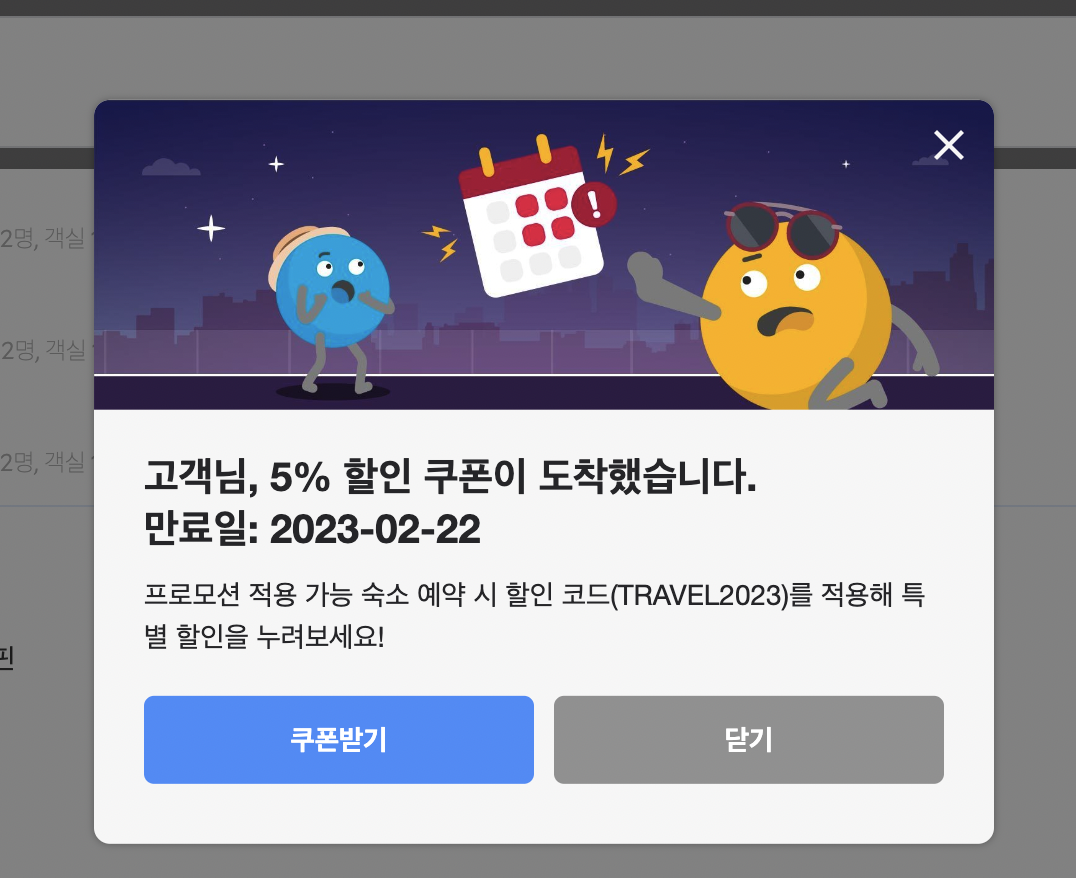 2명, 객실
2명, 객실
2명, 객실
고객님, 5% 할인 쿠폰이 도착했습니다.
만료일: 2023-02-22
프로모션 적용 가능 숙소 예약 시 할인 코드(TRAVEL2023)를 적용해 특
별 할인을 누려보세요!
핀
쿠폰받기
닫기